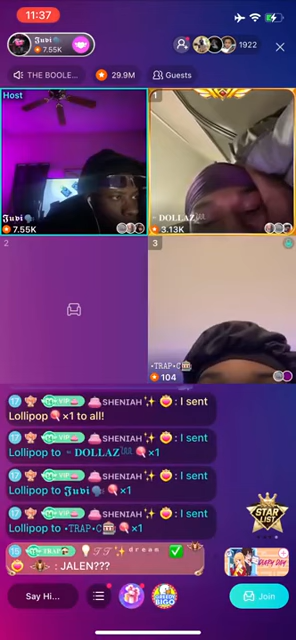 11:37
𝕵𝖚𝖛𝖎
7.55K
1922
THE BOOLE...
29.9M
Guests
Host
1
𝕵𝖚𝖛𝖎
7.55K
DOLLAZ
3.13K
2
3
•TRAP•C
104
17 VIP SHENIAH✨ : I sent
Lollipop 🍭×1 to all!
17 VIP SHENIAH✨ : I sent
Lollipop to DOLLAZ 🍭×1
17 VIP SHENIAH✨ : I sent
Lollipop to 𝕵𝖚𝖛𝖎 🍭×1
17 VIP SHENIAH✨ : I sent
Lollipop to •TRAP•C 🍭×1
dream ✅
: JALEN???
STAR
LIST
Say Hi...
BIGO
Join